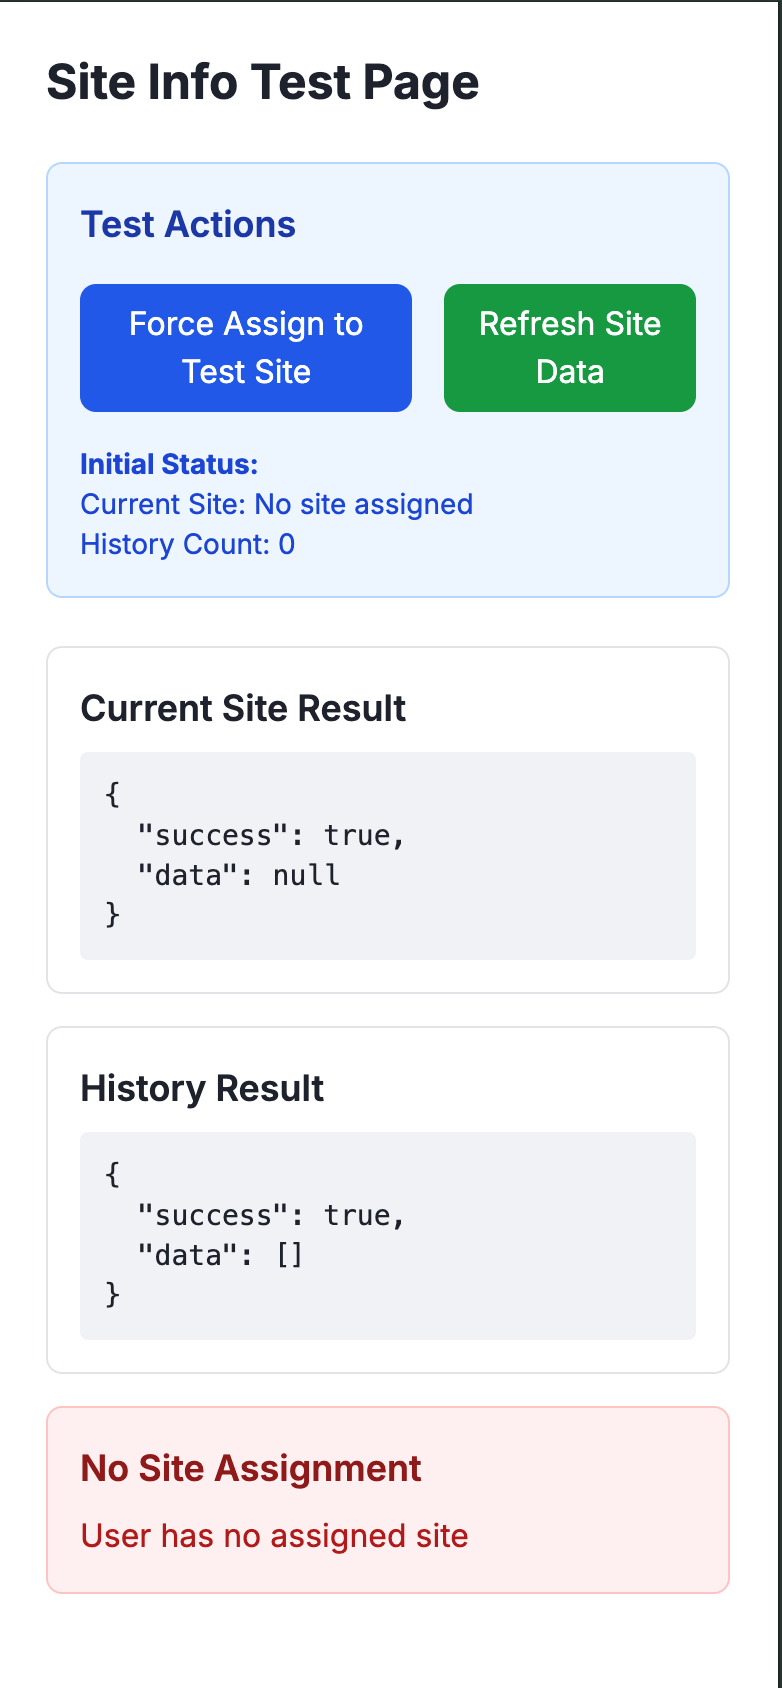 Site Info Test Page
Test Actions
Force Assign to
Test Site
Refresh Site
Data
Initial Status:
Current Site: No site assigned
History Count: 0
Current Site Result
{
  "success": true,
  "data": null
}
History Result
{
  "success": true,
  "data": []
}
No Site Assignment
User has no assigned site